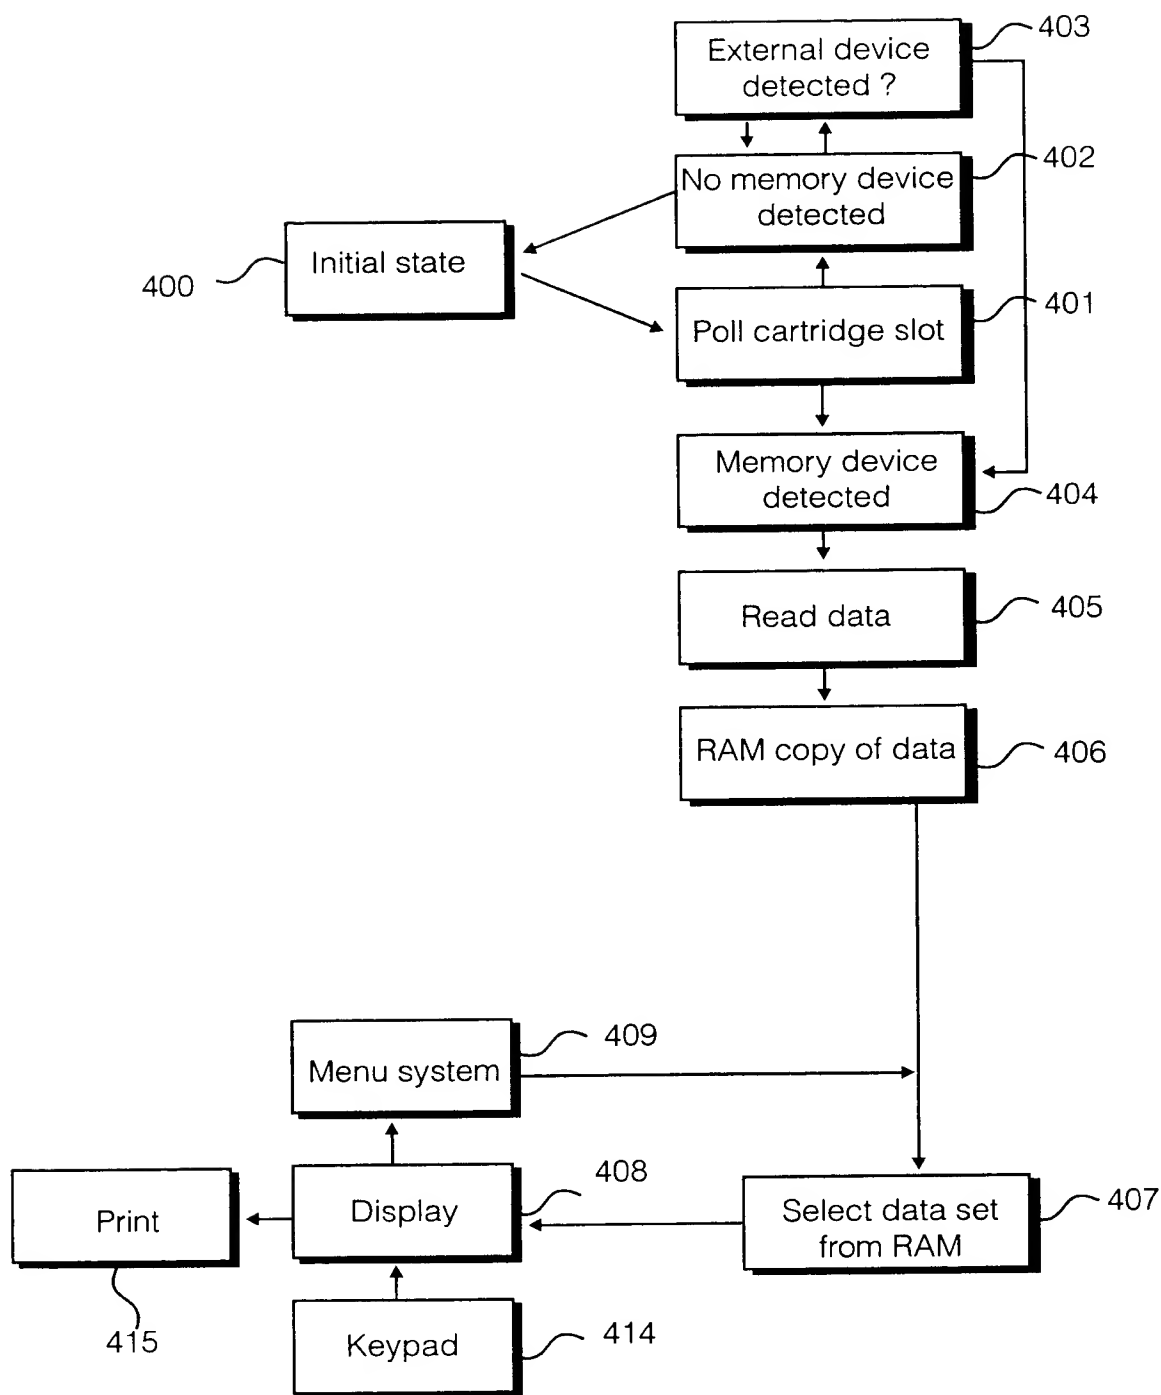 403
External device
detected ?
402
No memory device
detected
Initial state
400
401
Poll cartridge slot
Memory device
detected
404
405
Read data
406
RAM copy of data
409
Menu system
408
407
Print
Display
Select data set
from RAM
415
414
Keypad